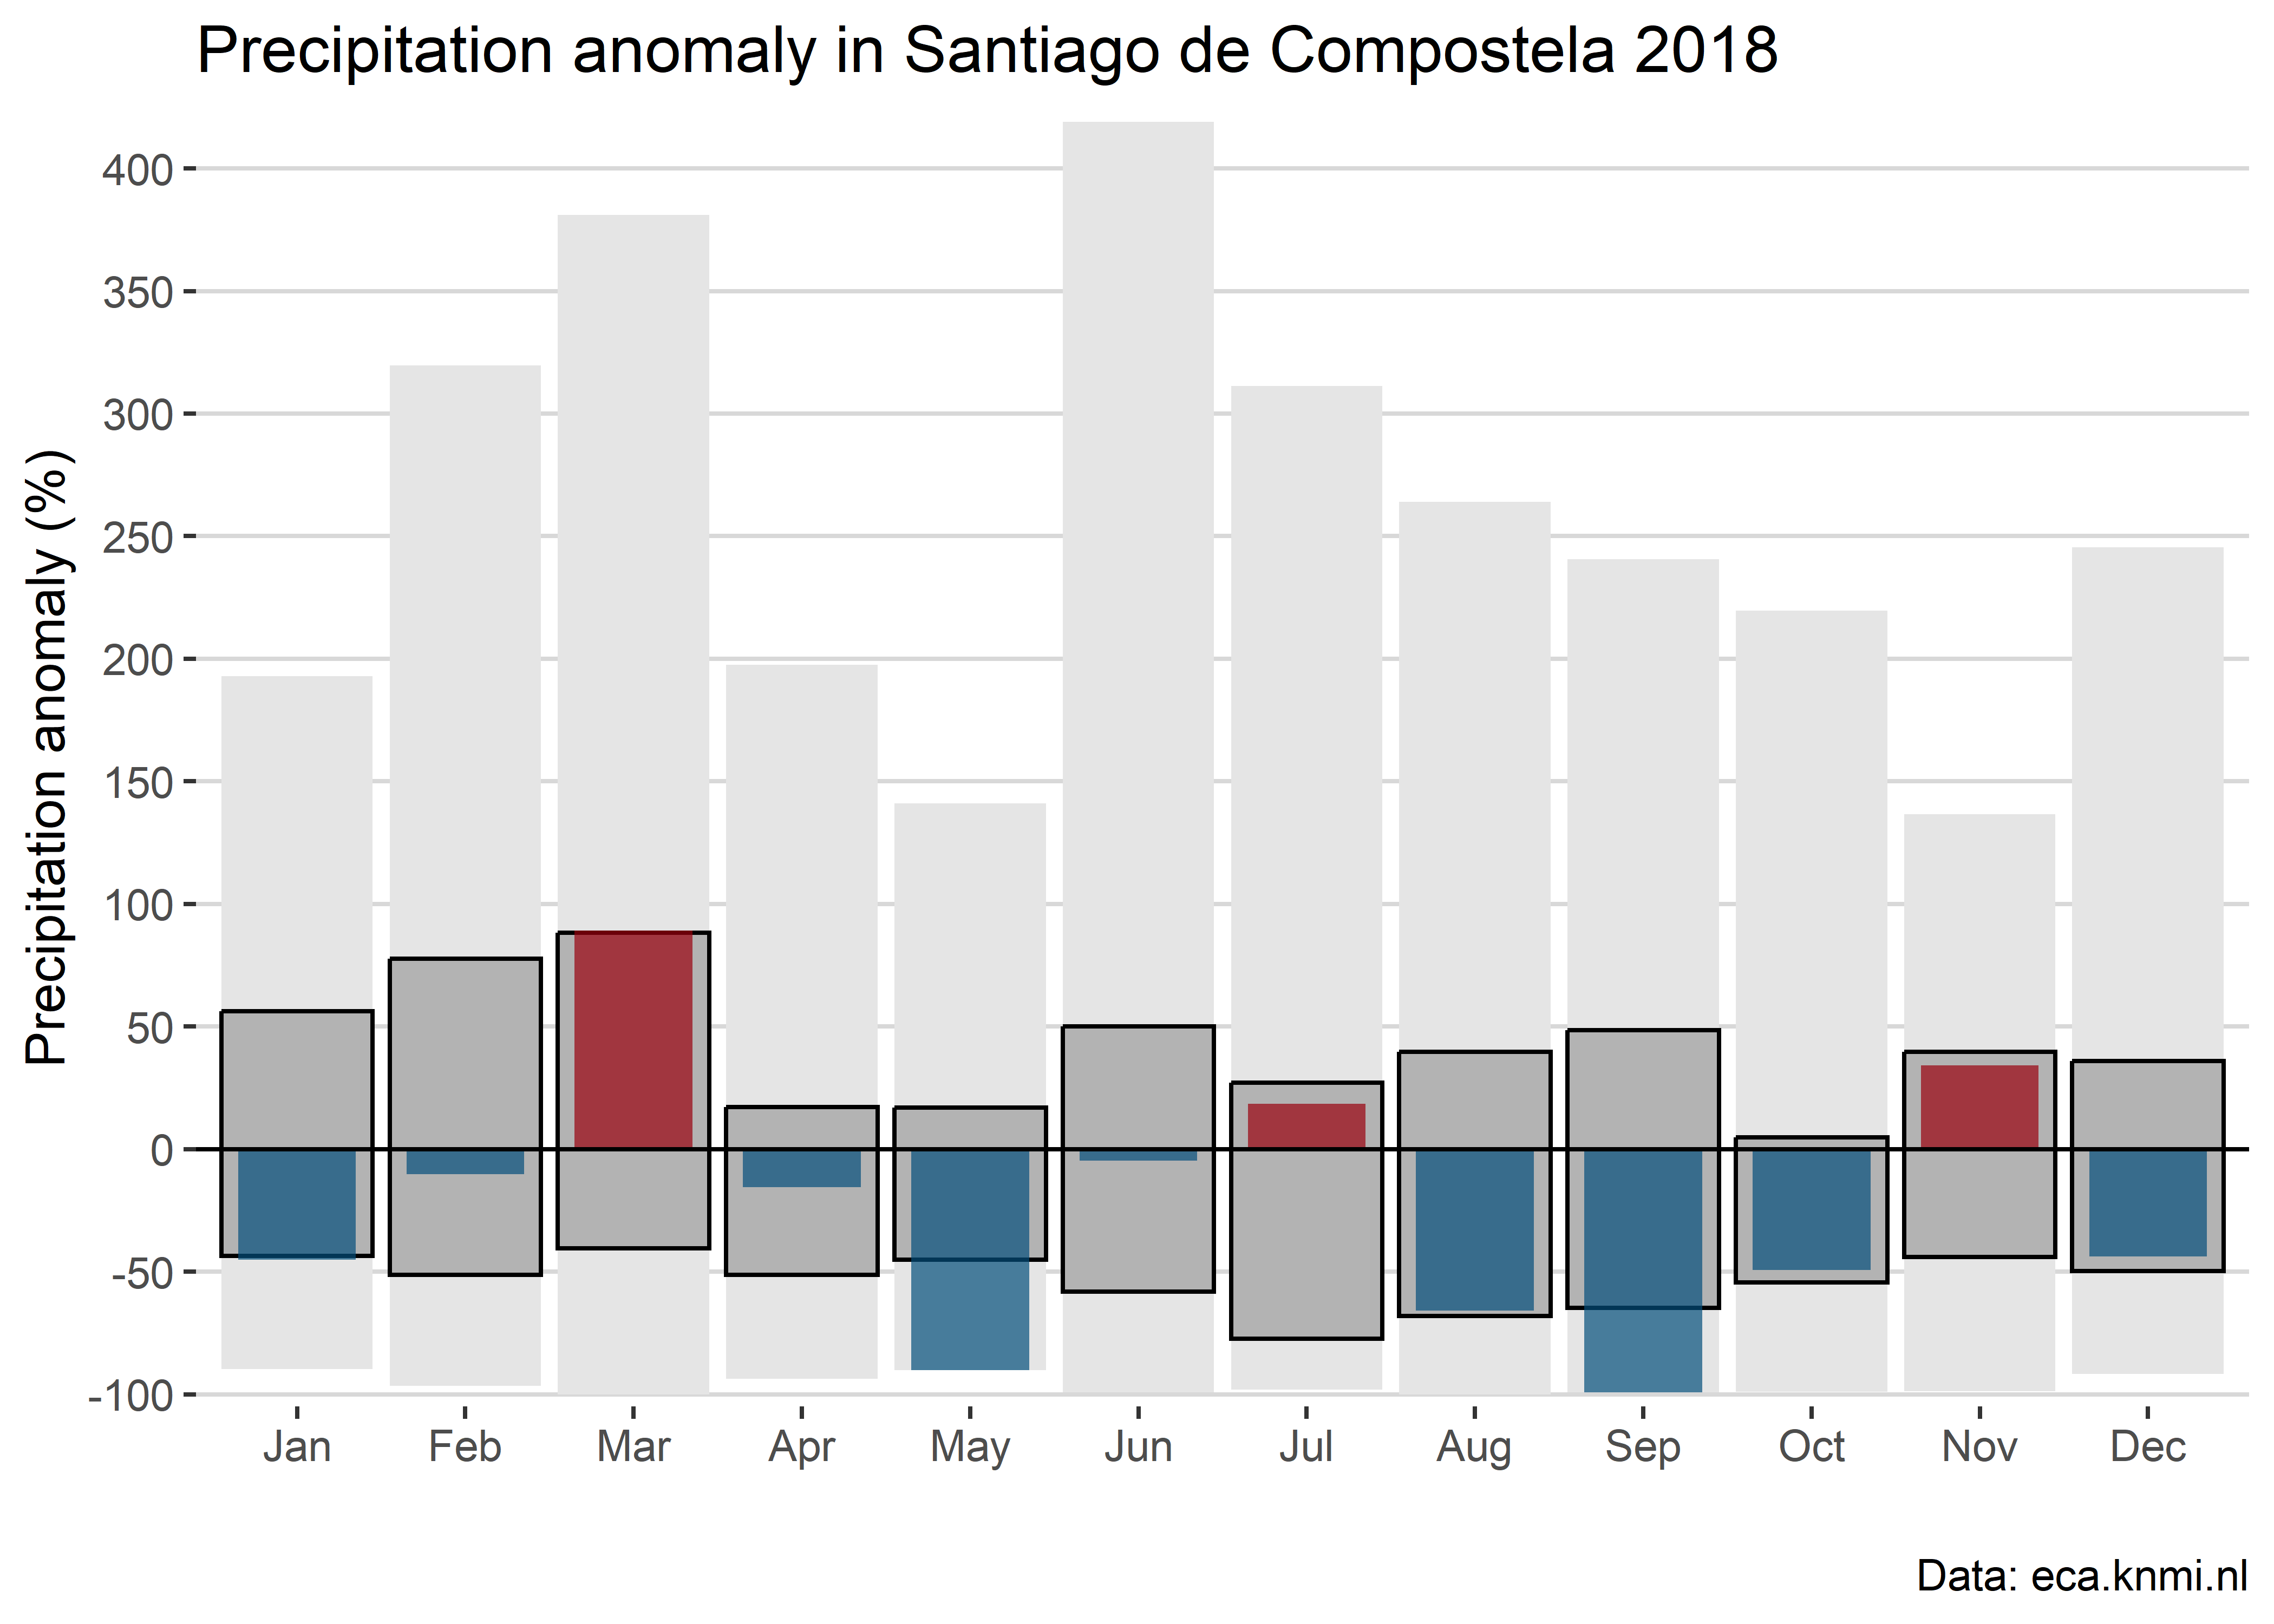 Precipitation anomaly in Santiago de Compostela 2018
Precipitation anomaly (%)
400
350
300
250
200
150
100
50
0
-50
-100
Jan Feb Mar Apr May Jun Jul Aug Sep Oct Nov Dec
Data: eca.knmi.nl